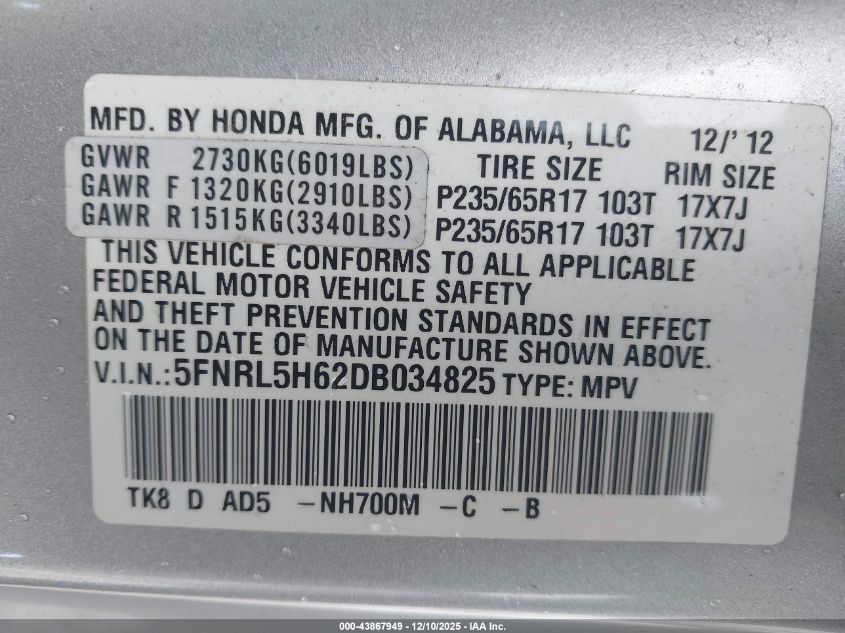 MFD. BY HONDA MFG. OF ALABAMA, LLC 12/'12
GVWR 2730KG(6019LBS) TIRE SIZE RIM SIZE
GAWR F 1320KG(2910LBS) P235/65R17 103T 17X7J
GAWR R 1515KG(3340LBS) P235/65R17 103T 17X7J
THIS VEHICLE CONFORMS TO ALL APPLICABLE
FEDERAL MOTOR VEHICLE SAFETY
AND THEFT PREVENTION STANDARDS IN EFFECT
ON THE DATE OF MANUFACTURE SHOWN ABOVE.
V.I.N.:5FNRL5H62DB034825 TYPE: MPV
TK8 D AD5 -NH700M -C -B
000-43867949 - 12/10/2025 - IAA Inc.